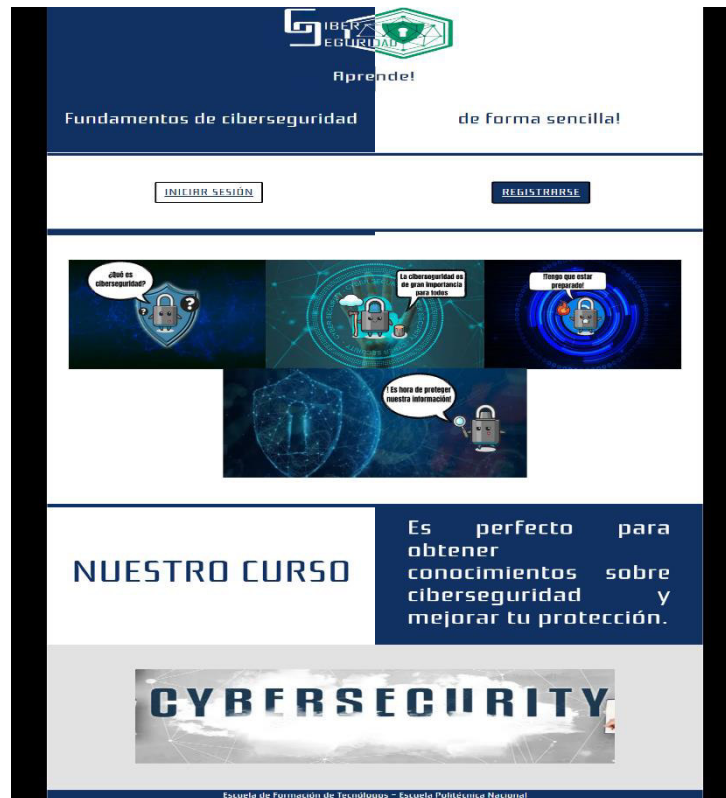 CIBER
SEGURIDAD
Aprende!
Fundamentos de ciberseguridad
de forma sencilla!
INICIAR SESIÓN
REGISTRARSE
¿Qué es
ciberseguridad?
La ciberseguridad es
de gran importancia
para todos
!Tengo que estar
preparado!
! Es hora de proteger
nuestra información!
NUESTRO CURSO
Es perfecto para
obtener
conocimientos sobre
ciberseguridad y
mejorar tu protección.
CYBERSECURITY
Escuela de Formación de Tecnólogos - Escuela Politécnica Nacional